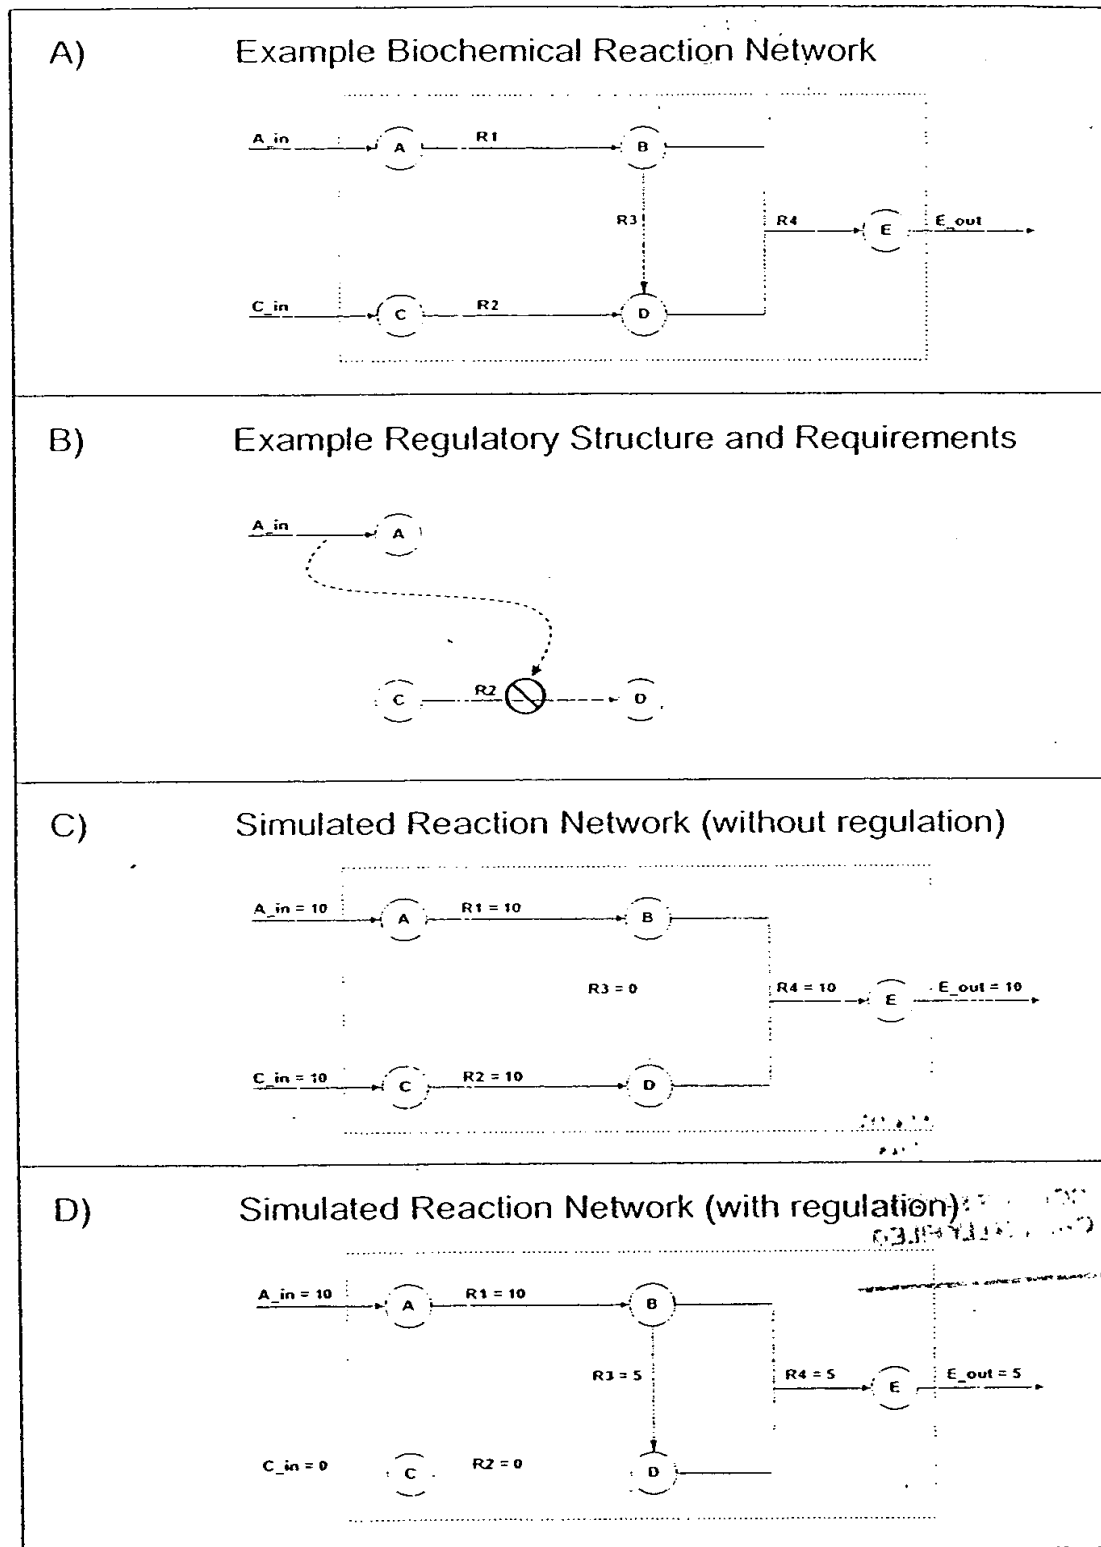 A) Example Biochemical Reaction Network
A_in
A
R1
B
R3
R4
E
E_out
C_in
C
R2
D
B) Example Regulatory Structure and Requirements
A_in
A
C
R2
D
C) Simulated Reaction Network (without regulation)
A_in = 10
A
R1 = 10
B
R3 = 0
R4 = 10
E
E_out = 10
C_in = 10
C
R2 = 10
D
D) Simulated Reaction Network (with regulation)
A_in = 10
A
R1 = 10
B
R3 = 5
R4 = 5
E
E_out = 5
C_in = 0
C
R2 = 0
D